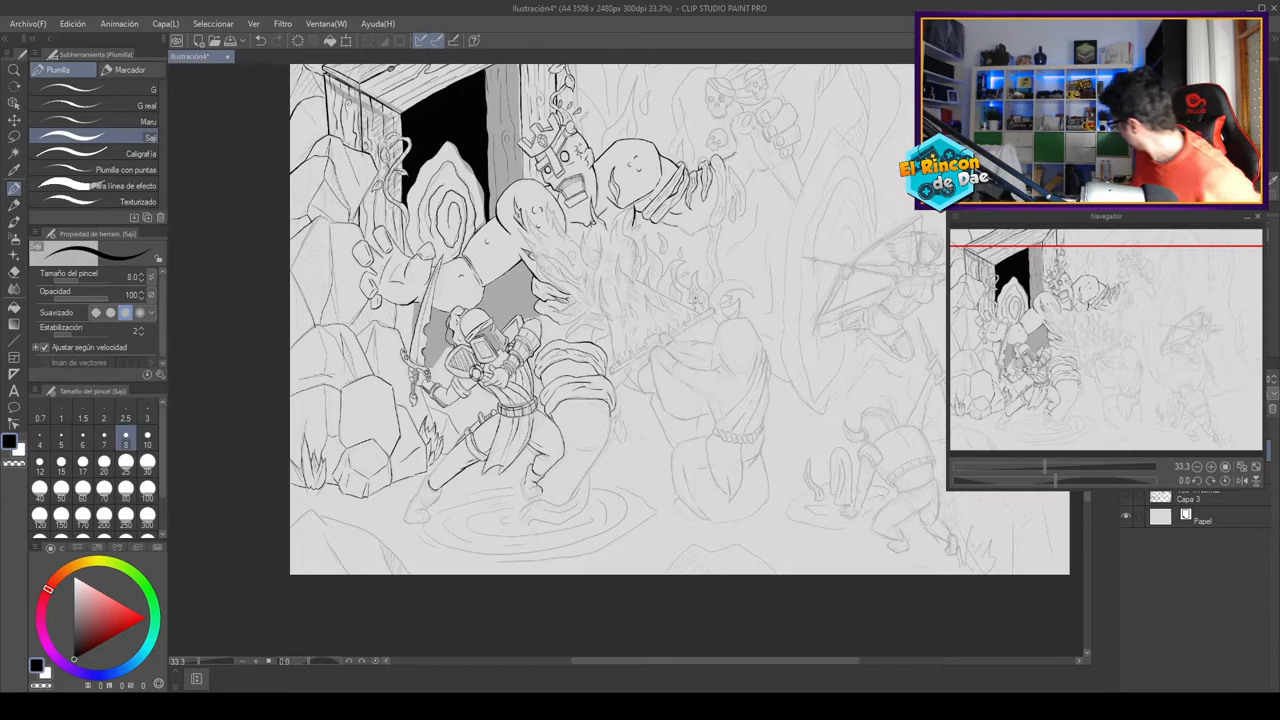 Ilustración4* (A4 3508 x 2480px 300dpi 33.3%) - CLIP STUDIO PAINT PRO
Archivo(F) Edición Animación Capa(L) Seleccionar Ver Filtro Ventana(W) Ayuda(H)
Subherramienta [Plumilla]
Ilustración4*
Plumilla Marcador
G
G real
Maru
Saji
Caligrafía
Plumilla con puntas
Para línea de efecto
Texturizado
Propiedad de herram. [Saji]
Saji
Tamaño del pincel 8.0
Opacidad 100
Suavizado
Estabilización 2
Ajustar según velocidad
Imán de vectores
Tamaño del pincel [Saji]
0.7 1 1.5 2 2.5 3
4 5 6 7 8 10
12 15 17 20 25 30
40 50 60 70 80 100
120 150 170 200 250 300
El Rincón
de Dae
Navegador
33.3
0.0
Capa 3
Papel
33.3 0.0
0 0 0